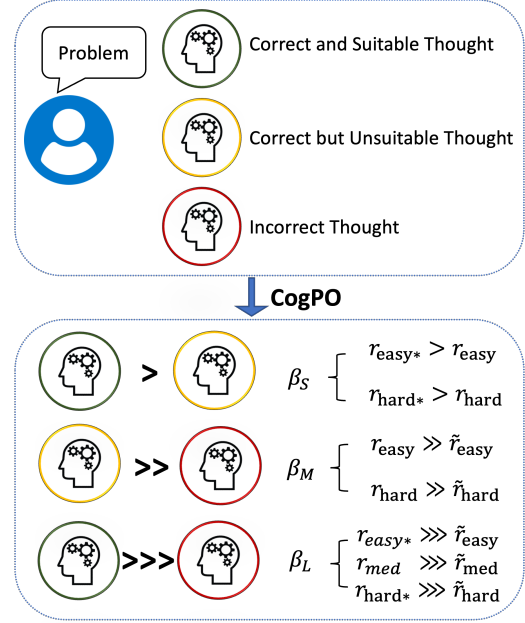 Problem
Correct and Suitable Thought
Correct but Unsuitable Thought
Incorrect Thought
CogPO
> β_S { r_easy* > r_easy
r_hard* > r_hard
>> β_M { r_easy ≫ r̃_easy
r_hard ≫ r̃_hard
>>> β_L { r_easy* ⋙ r̃_easy
r_med ⋙ r̃_med
r_hard* ⋙ r̃_hard